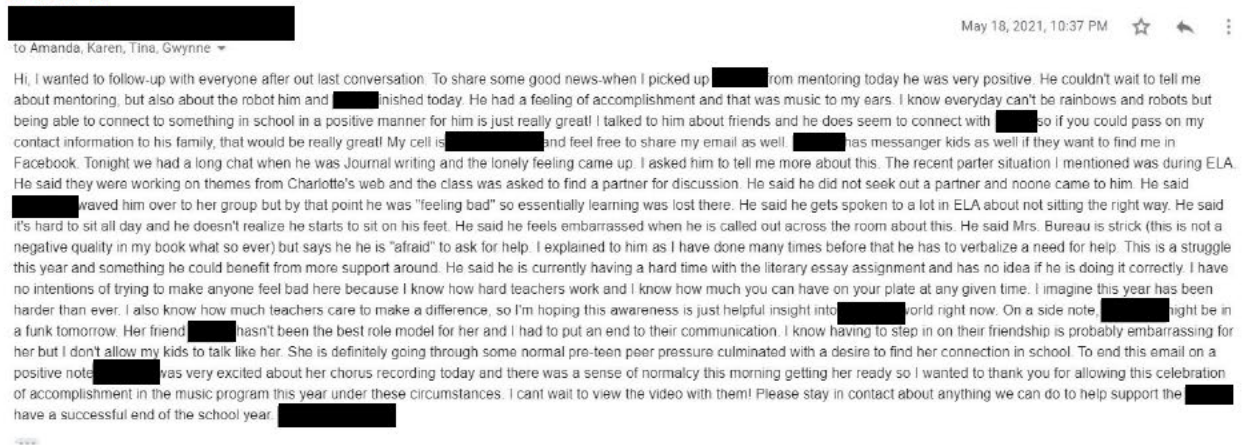 May 18, 2021, 10:37 PM
to Amanda, Karen, Tina, Gwynne
Hi, I wanted to follow-up with everyone after out last conversation. To share some good news-when I picked up rom mentoring today he was very positive. He couldn't wait to tell me
about mentoring, but also about the robot him and inished today. He had a feeling of accomplishment and that was music to my ears. I know everyday can't be rainbows and robots but
being able to connect to something in school in a positive manner for him is just really great! I talked to him about friends and he does seem to connect with so if you could pass on my
contact information to his family, that would be really great! My cell is and feel free to share my email as well. has messanger kids as well if they want to find me in
Facebook. Tonight we had a long chat when he was Journal writing and the lonely feeling came up. I asked him to tell me more about this. The recent parter situation I mentioned was during ELA.
He said they were working on themes from Charlotte's web and the class was asked to find a partner for discussion. He said he did not seek out a partner and noone came to him. He said
waved him over to her group but by that point he was "feeling bad" so essentially learning was lost there. He said he gets spoken to a lot in ELA about not sitting the right way. He said
it's hard to sit all day and he doesn't realize he starts to sit on his feet. He said he feels embarrassed when he is called out across the room about this. He said Mrs. Bureau is strick (this is not a
negative quality in my book what so ever) but says he he is "afraid" to ask for help. I explained to him as I have done many times before that he has to verbalize a need for help. This is a struggle
this year and something he could benefit from more support around. He said he is currently having a hard time with the literary essay assignment and has no idea if he is doing it correctly. I have
no intentions of trying to make anyone feel bad here because I know how hard teachers work and I know how much you can have on your plate at any given time. I imagine this year has been
harder than ever. I also know how much teachers care to make a difference, so I'm hoping this awareness is just helpful insight into world right now. On a side note, might be in
a funk tomorrow. Her friend hasn't been the best role model for her and I had to put an end to their communication. I know having to step in on their friendship is probably embarrassing for
her but I don't allow my kids to talk like her. She is definitely going through some normal pre-teen peer pressure culminated with a desire to find her connection in school. To end this email on a
positive note was very excited about her chorus recording today and there was a sense of normalcy this morning getting her ready so I wanted to thank you for allowing this celebration
of accomplishment in the music program this year under these circumstances. I cant wait to view the video with them! Please stay in contact about anything we can do to help support the
have a successful end of the school year.